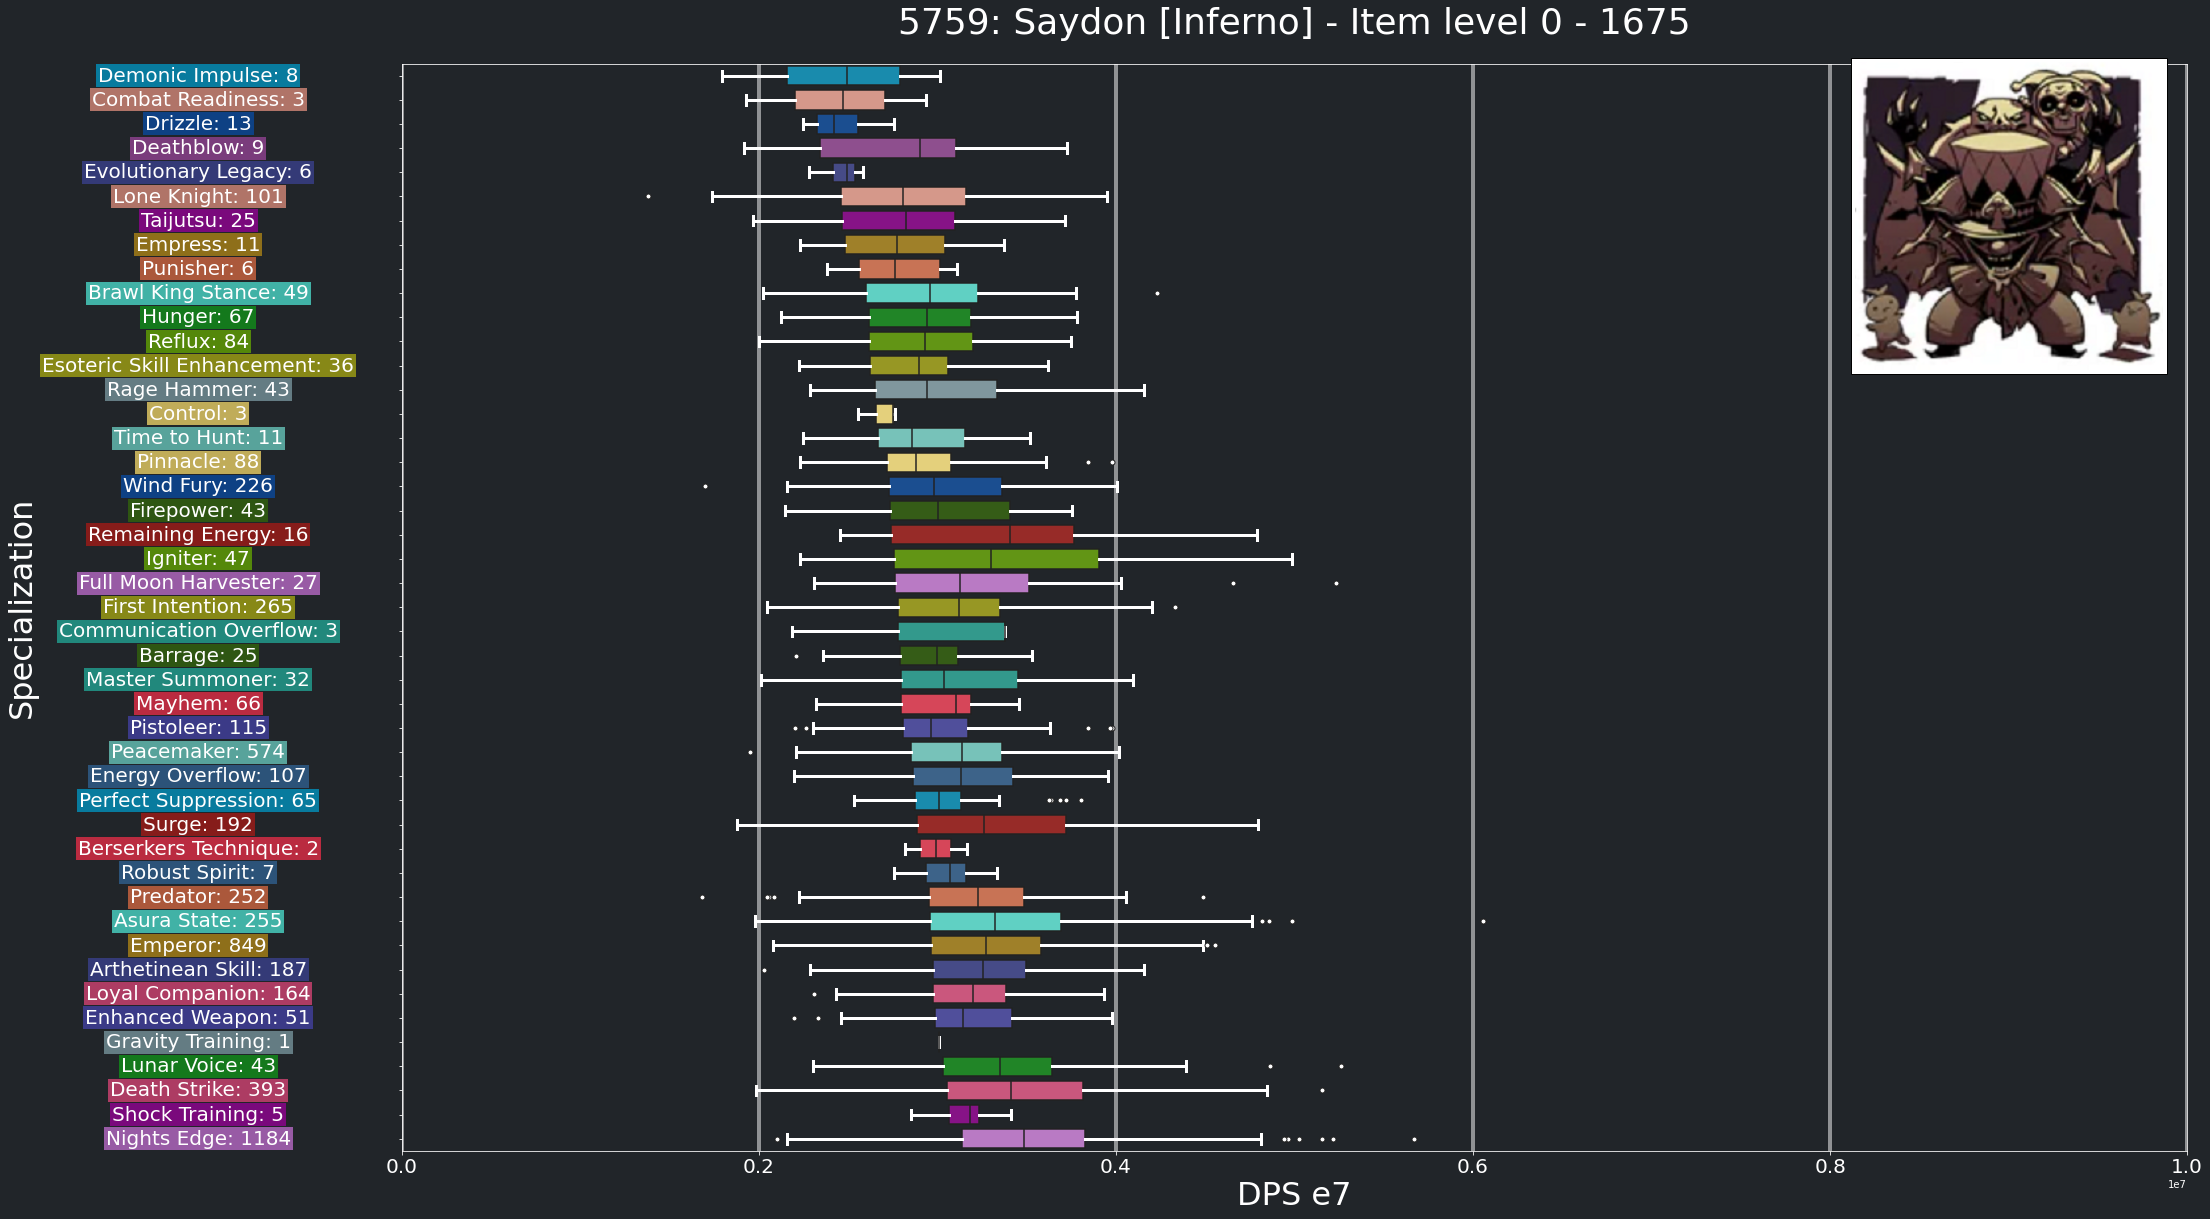 5759: Saydon [Inferno] - Item level 0 - 1675
Demonic Impulse: 8
Combat Readiness: 3
Drizzle: 13
Deathblow: 9
Evolutionary Legacy: 6
Lone Knight: 101
Taijutsu: 25
Empress: 11
Punisher: 6
Brawl King Stance: 49
Hunger: 67
Reflux: 84
Esoteric Skill Enhancement: 36
Rage Hammer: 43
Control: 3
Time to Hunt: 11
Pinnacle: 88
Wind Fury: 226
Firepower: 43
Remaining Energy: 16
Igniter: 47
Full Moon Harvester: 27
First Intention: 265
Communication Overflow: 3
Barrage: 25
Master Summoner: 32
Mayhem: 66
Pistoleer: 115
Peacemaker: 574
Energy Overflow: 107
Perfect Suppression: 65
Surge: 192
Berserkers Technique: 2
Robust Spirit: 7
Predator: 252
Asura State: 255
Emperor: 849
Arthetinean Skill: 187
Loyal Companion: 164
Enhanced Weapon: 51
Gravity Training: 1
Lunar Voice: 43
Death Strike: 393
Shock Training: 5
Nights Edge: 1184
Specialization
0.0 0.2 0.4 0.6 0.8 1.0
1e7
DPS e7